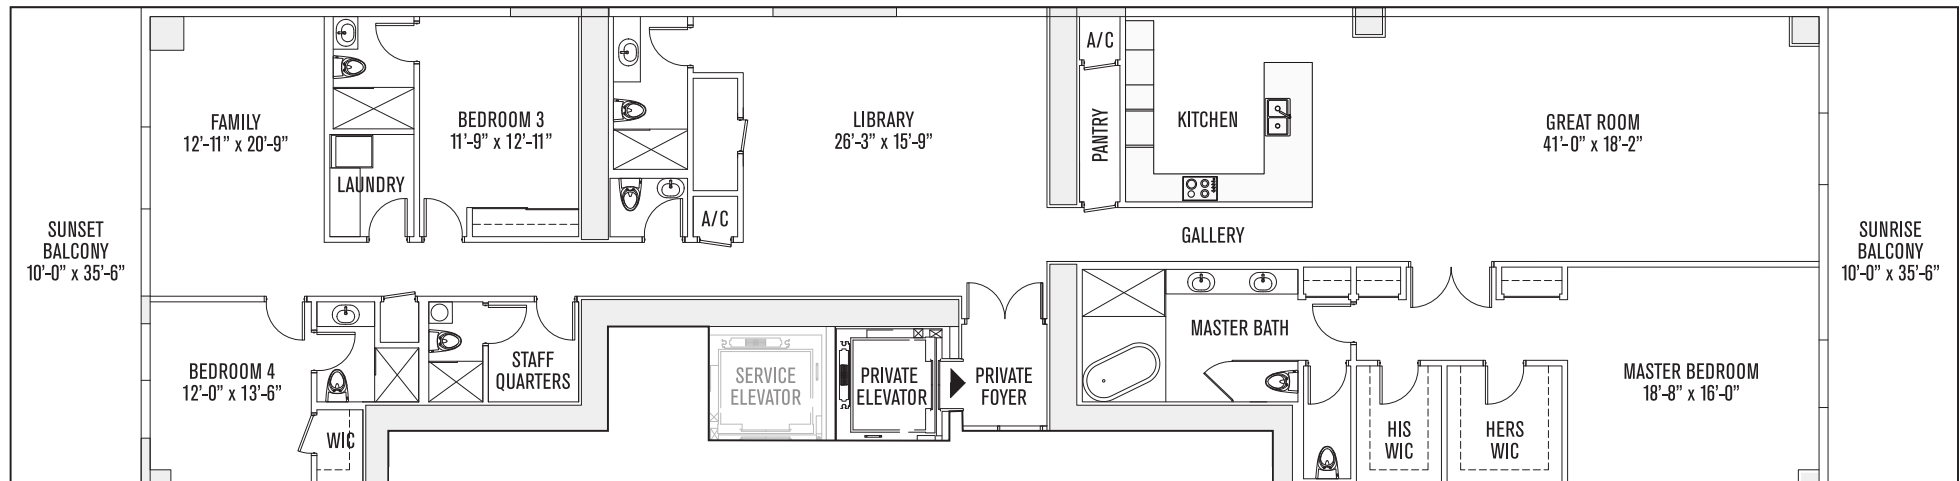 SUNSET
BALCONY
10'-0" x 35'-6"
FAMILY
12'-11" x 20'-9"
LAUNDRY
BEDROOM 3
11'-9" x 12'-11"
LIBRARY
26'-3" x 15'-9"
A/C
A/C
PANTRY
KITCHEN
GREAT ROOM
41'-0" x 18'-2"
GALLERY
SUNRISE
BALCONY
10'-0" x 35'-6"
BEDROOM 4
12'-0" x 13'-6"
WIC
STAFF
QUARTERS
SERVICE
ELEVATOR
PRIVATE
ELEVATOR
PRIVATE
FOYER
MASTER BATH
HIS
WIC
HERS
WIC
MASTER BEDROOM
18'-8" x 16'-0"